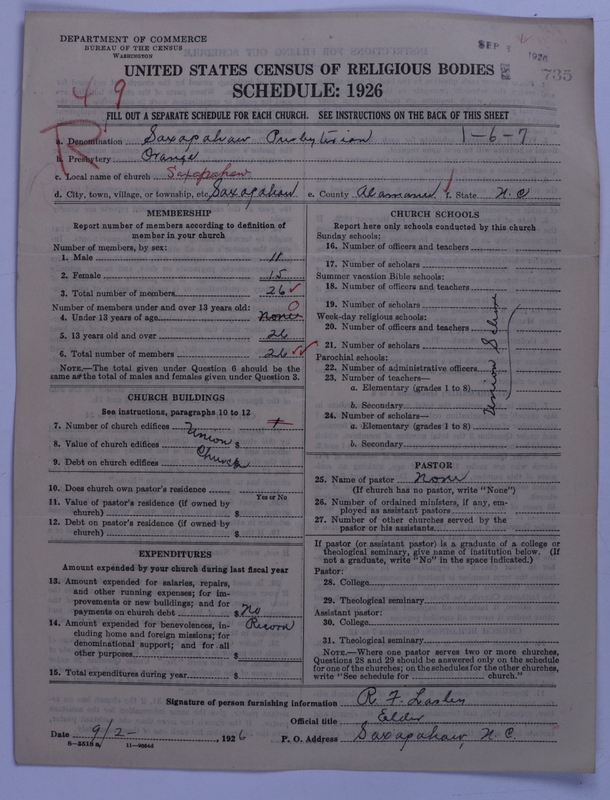 DEPARTMENT OF COMMERCE
BUREAU OF THE CENSUS
WASHINGTON
SEP
1926
735
UNITED STATES CENSUS OF RELIGIOUS BODIES
SCHEDULE: 1926
4 9
R
FILL OUT A SEPARATE SCHEDULE FOR EACH CHURCH. SEE INSTRUCTIONS ON THE BACK OF THIS SHEET
a. Denomination Saxapahaw Presbyterian 1-6-7
b. Presbytery Orange
c. Local name of church Saxapahaw
d. City, town, village, or township, etc. Saxapahaw e. County Alamance f. State N.C
MEMBERSHIP
Report number of members according to definition of member in your church
Number of members, by sex:
1. Male 11
2. Female 15
3. Total number of members 26 ✓
Number of members under and over 13 years old:
4. Under 13 years of age None 0
5. 13 years old and over 26
6. Total number of members 26 ✓
NOTE.—The total given under Question 6 should be the
same as the total of males and females given under Question 3.
CHURCH BUILDINGS
See instructions, paragraphs 10 to 12
7. Number of church edifices Union
8. Value of church edifices $ Church
9. Debt on church edifices
10. Does church own pastor's residence
Yes or No
11. Value of pastor's residence (if owned by
church) $
12. Debt on pastor's residence (if owned by
church) $
EXPENDITURES
Amount expended by your church during last fiscal year
13. Amount expended for salaries, repairs,
and other running expenses; for im-
provements or new buildings; and for
payments on church debt $ No
14. Amount expended for benevolences, in- Record
cluding home and foreign missions; for
denominational support; and for all
other purposes $
15. Total expenditures during year $
CHURCH SCHOOLS
Report here only schools conducted by this church
Sunday schools:
16. Number of officers and teachers
17. Number of scholars
Summer vacation Bible schools:
18. Number of officers and teachers
19. Number of scholars
Week-day religious schools:
20. Number of officers and teachers
21. Number of scholars
Parochial schools:
22. Number of administrative officers
23. Number of teachers—
a. Elementary (grades 1 to 8)
b. Secondary
24. Number of scholars—
a. Elementary (grades 1 to 8)
b. Secondary
Union School
PASTOR
25. Name of pastor None
(If church has no pastor, write "None")
26. Number of ordained ministers, if any, em-
ployed as assistant pastors
27. Number of other churches served by the
pastor or his assistants
If pastor (or assistant pastor) is a graduate of a college or
theological seminary, give name of institution below. (If
not a graduate, write "No" in the space indicated.)
Pastor:
28. College
29. Theological seminary
Assistant pastor:
30. College
31. Theological seminary
NOTE.—Where one pastor serves two or more churches,
Questions 28 and 29 should be answered only on the schedule
for one of the churches; on the schedules for the other churches,
write "See schedule for church."
Signature of person furnishing information R. F. Lasley
Official title Elder
Date 9/2-, 1926 P. O. Address Saxapahaw, N. C.